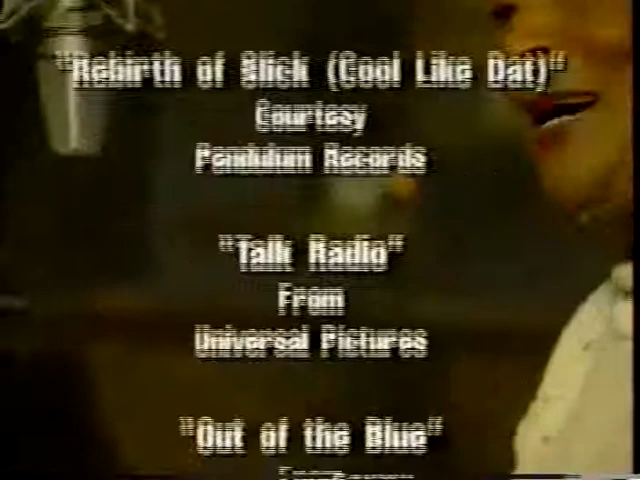 "Rebirth of Slick (Cool Like Dat)"
Courtesy
Pendulum Records
"Talk Radio"
From
Universal Pictures
"Out of the Blue"